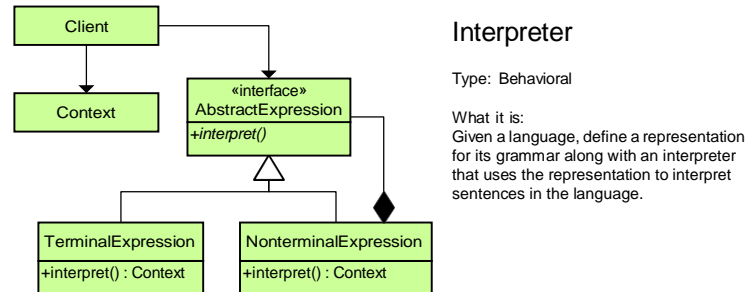 Client
Context
«interface»
AbstractExpression
+interpret()
TerminalExpression
+interpret() : Context
NonterminalExpression
+interpret() : Context
Interpreter
Type: Behavioral
What it is:
Given a language, define a representation
for its grammar along with an interpreter
that uses the representation to interpret
sentences in the language.